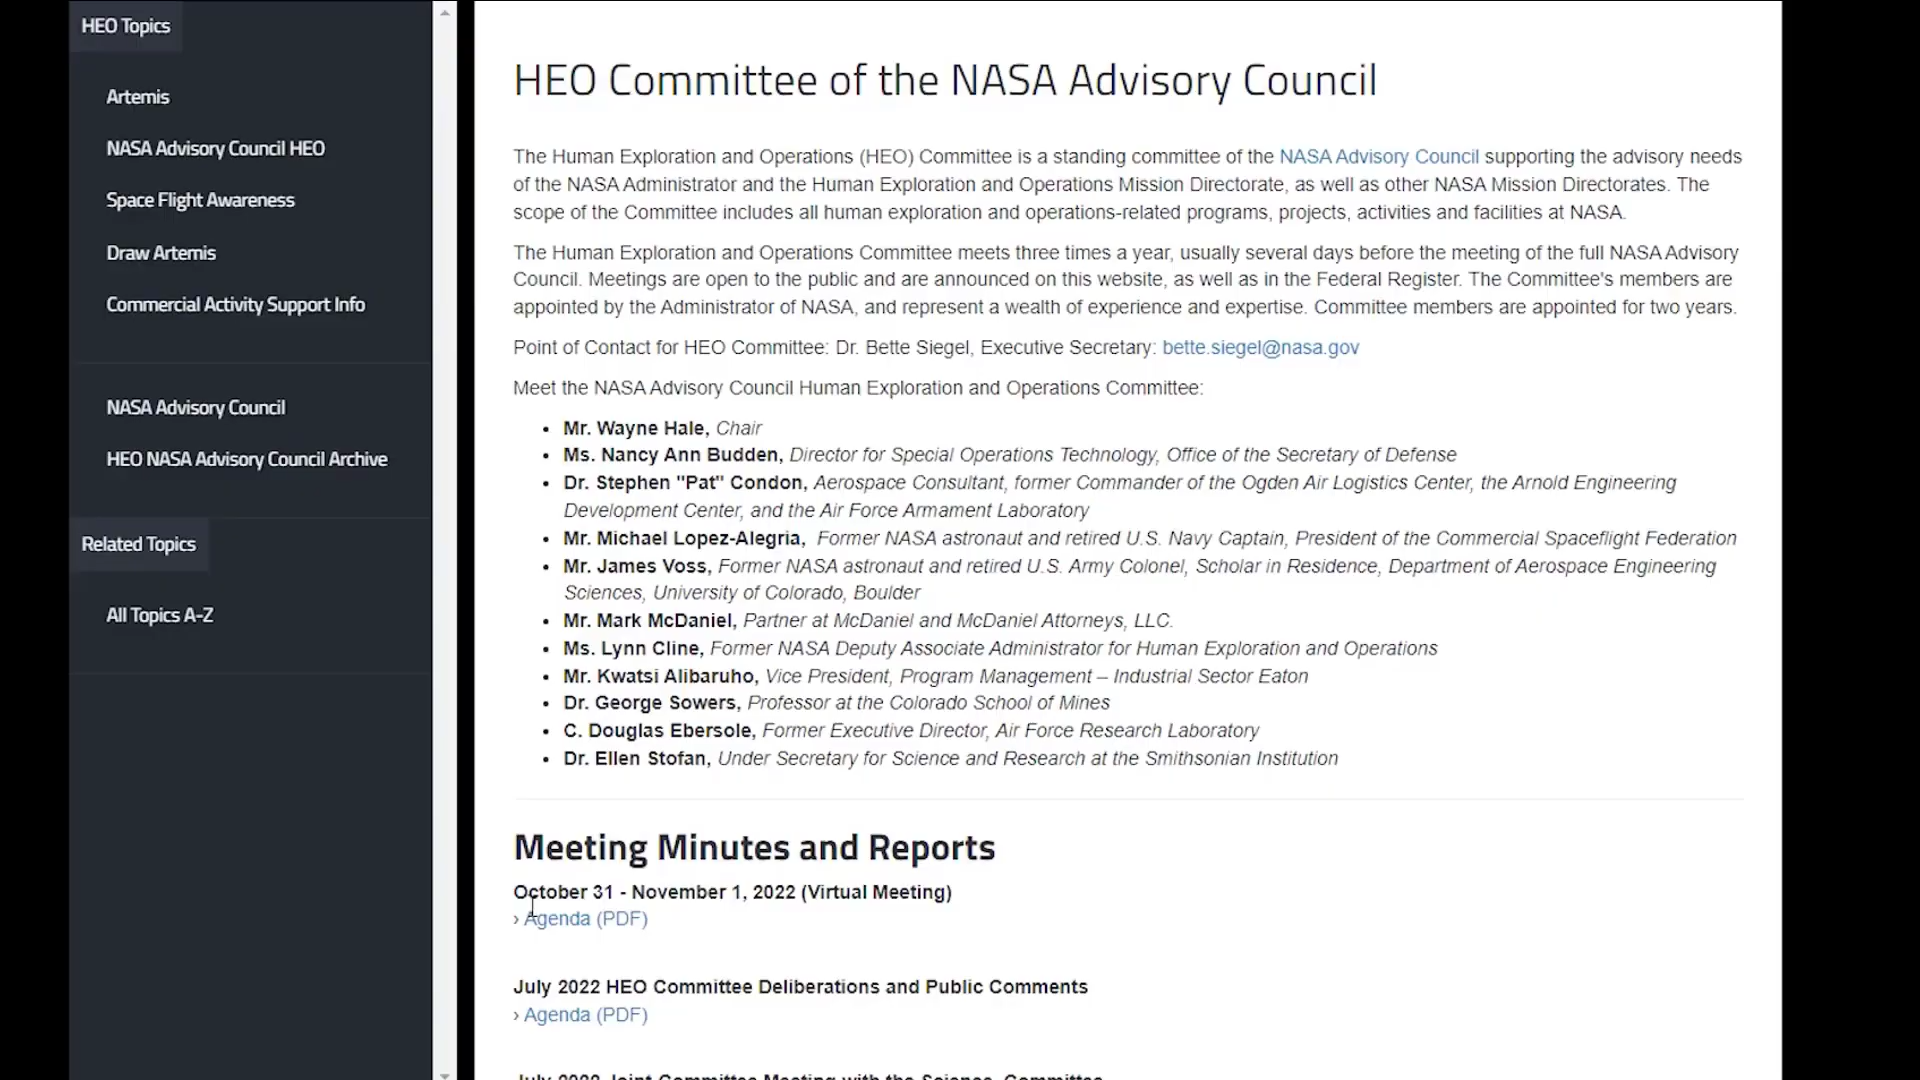 HEO Topics
Artemis
NASA Advisory Council HEO
Space Flight Awareness
Draw Artemis
Commercial Activity Support Info
NASA Advisory Council
HEO NASA Advisory Council Archive
Related Topics
All Topics A-Z
HEO Committee of the NASA Advisory Council
The Human Exploration and Operations (HEO) Committee is a standing committee of the NASA Advisory Council supporting the advisory needs
of the NASA Administrator and the Human Exploration and Operations Mission Directorate, as well as other NASA Mission Directorates. The
scope of the Committee includes all human exploration and operations-related programs, projects, activities and facilities at NASA.
The Human Exploration and Operations Committee meets three times a year, usually several days before the meeting of the full NASA Advisory
Council. Meetings are open to the public and are announced on this website, as well as in the Federal Register. The Committee's members are
appointed by the Administrator of NASA, and represent a wealth of experience and expertise. Committee members are appointed for two years.
Point of Contact for HEO Committee: Dr. Bette Siegel, Executive Secretary: bette.siegel@nasa.gov
Meet the NASA Advisory Council Human Exploration and Operations Committee:
• Mr. Wayne Hale, Chair
• Ms. Nancy Ann Budden, Director for Special Operations Technology, Office of the Secretary of Defense
• Dr. Stephen "Pat" Condon, Aerospace Consultant, former Commander of the Ogden Air Logistics Center, the Arnold Engineering
Development Center, and the Air Force Armament Laboratory
• Mr. Michael Lopez-Alegria, Former NASA astronaut and retired U.S. Navy Captain, President of the Commercial Spaceflight Federation
• Mr. James Voss, Former NASA astronaut and retired U.S. Army Colonel, Scholar in Residence, Department of Aerospace Engineering
Sciences, University of Colorado, Boulder
• Mr. Mark McDaniel, Partner at McDaniel and McDaniel Attorneys, LLC.
• Ms. Lynn Cline, Former NASA Deputy Associate Administrator for Human Exploration and Operations
• Mr. Kwatsi Alibaruho, Vice President, Program Management – Industrial Sector Eaton
• Dr. George Sowers, Professor at the Colorado School of Mines
• C. Douglas Ebersole, Former Executive Director, Air Force Research Laboratory
• Dr. Ellen Stofan, Under Secretary for Science and Research at the Smithsonian Institution
Meeting Minutes and Reports
October 31 - November 1, 2022 (Virtual Meeting)
› Agenda (PDF)
July 2022 HEO Committee Deliberations and Public Comments
› Agenda (PDF)
July 2022 Joint Committee Meeting with the Science Committee